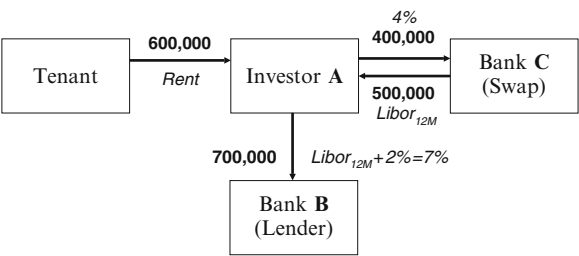 4%
600,000
400,000
Tenant
Rent
Investor A
Bank C
(Swap)
500,000
Libor12M
700,000
Libor12M+2%=7%
Bank B
(Lender)